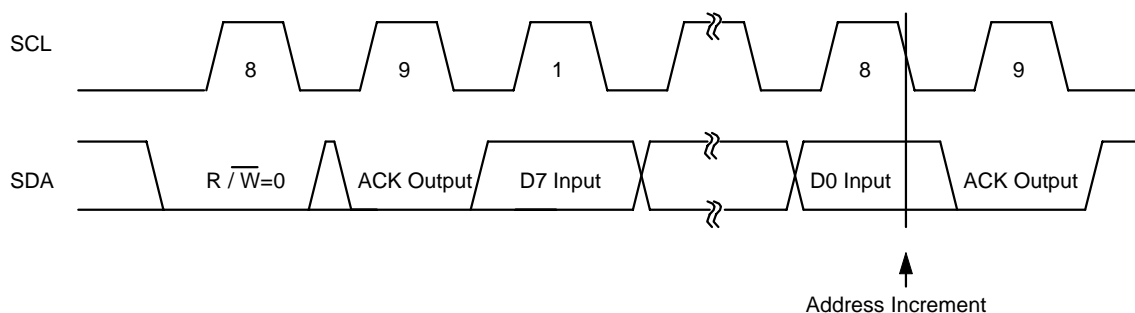 SCL
8 9 1 8 9
SDA
R / W̅=0 ACK Output D7 Input D0 Input ACK Output
Address Increment